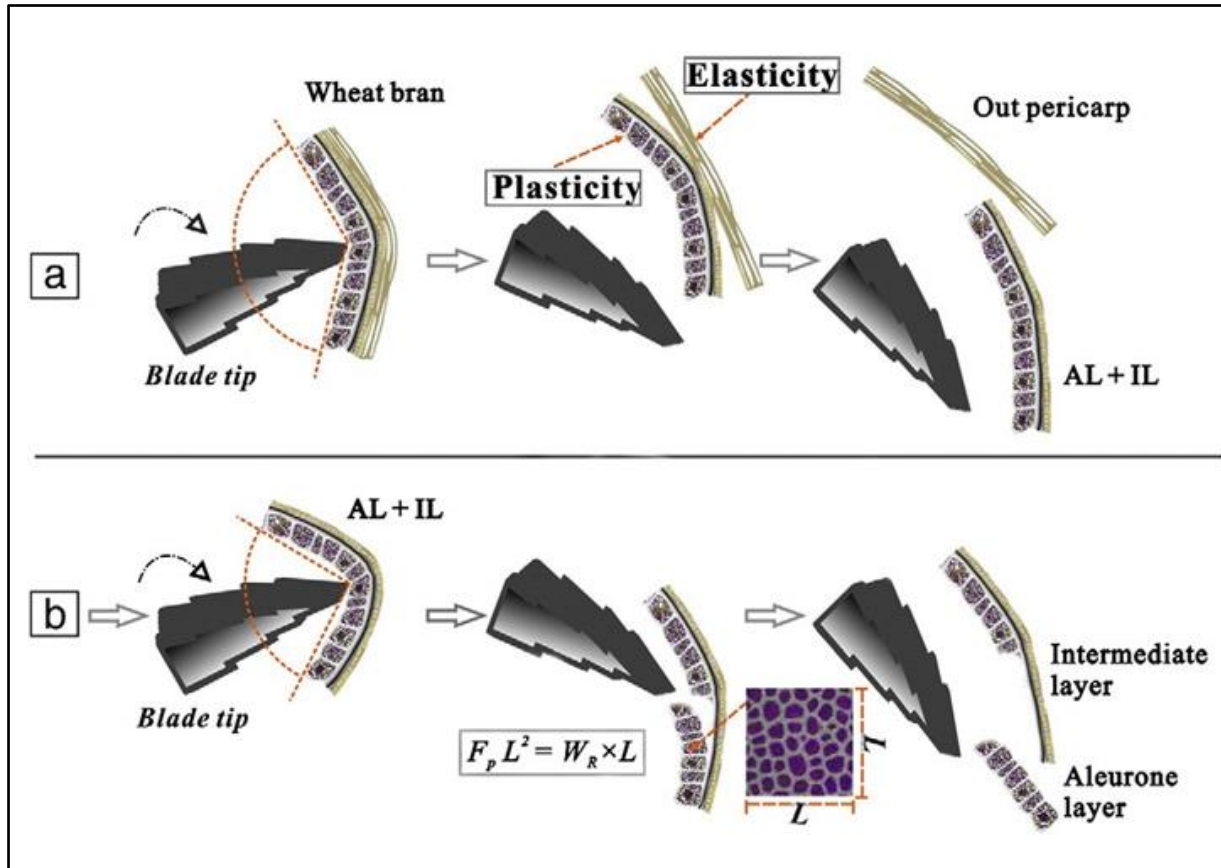 Wheat bran
Elasticity
Out pericarp
Plasticity
a
Blade tip
AL + IL
AL + IL
b
Blade tip
Intermediate
layer
F_p L² = W_R × L
L
L
Aleurone
layer